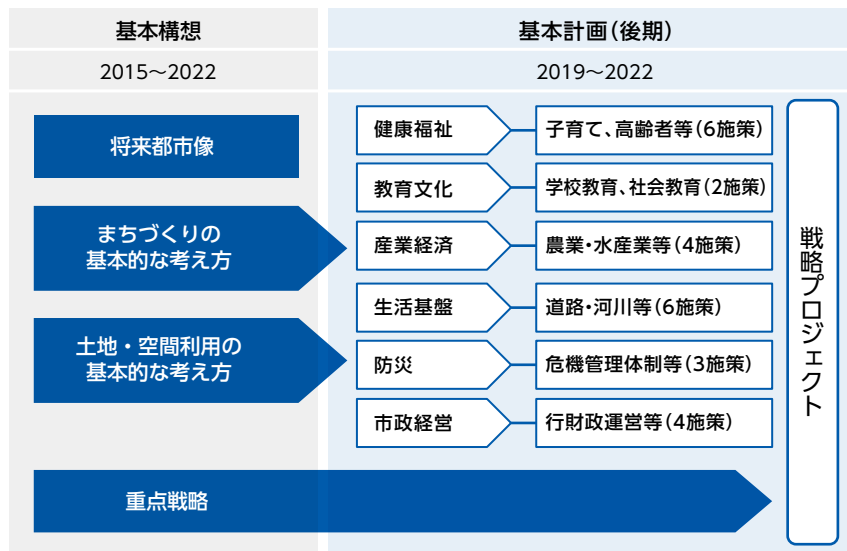 基本構想
2015～2022
将来都市像
まちづくりの
基本的な考え方
土地・空間利用の
基本的な考え方
重点戦略
基本計画（後期）
2019～2022
健康福祉
子育て、高齢者等（6施策）
教育文化
学校教育、社会教育（2施策）
産業経済
農業・水産業等（4施策）
生活基盤
道路・河川等（6施策）
防災
危機管理体制等（3施策）
市政経営
行財政運営等（4施策）
戦略プロジェクト